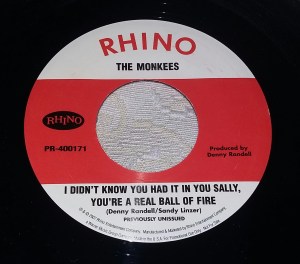 RHINO
THE MONKEES
RHINO
PR-400171
Produced by
Denny Randell
I DIDN'T KNOW YOU HAD IT IN YOU SALLY,
YOU'RE A REAL BALL OF FIRE
(Denny Randell/Sandy Linzer)
PREVIOUSLY UNISSUED